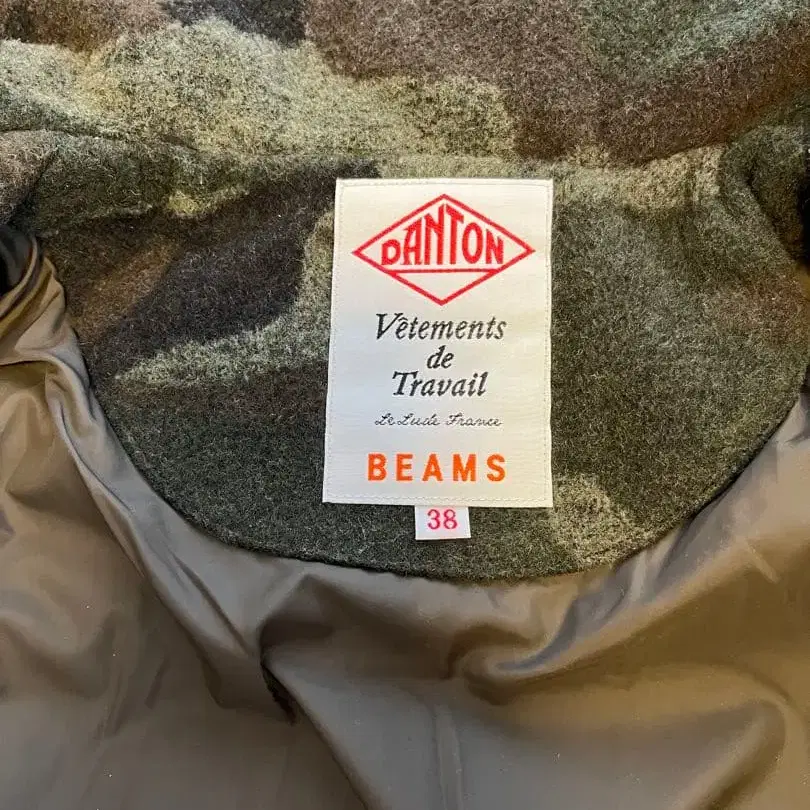 DANTON
Vêtements
de
Travail
Le Lude France
BEAMS
38